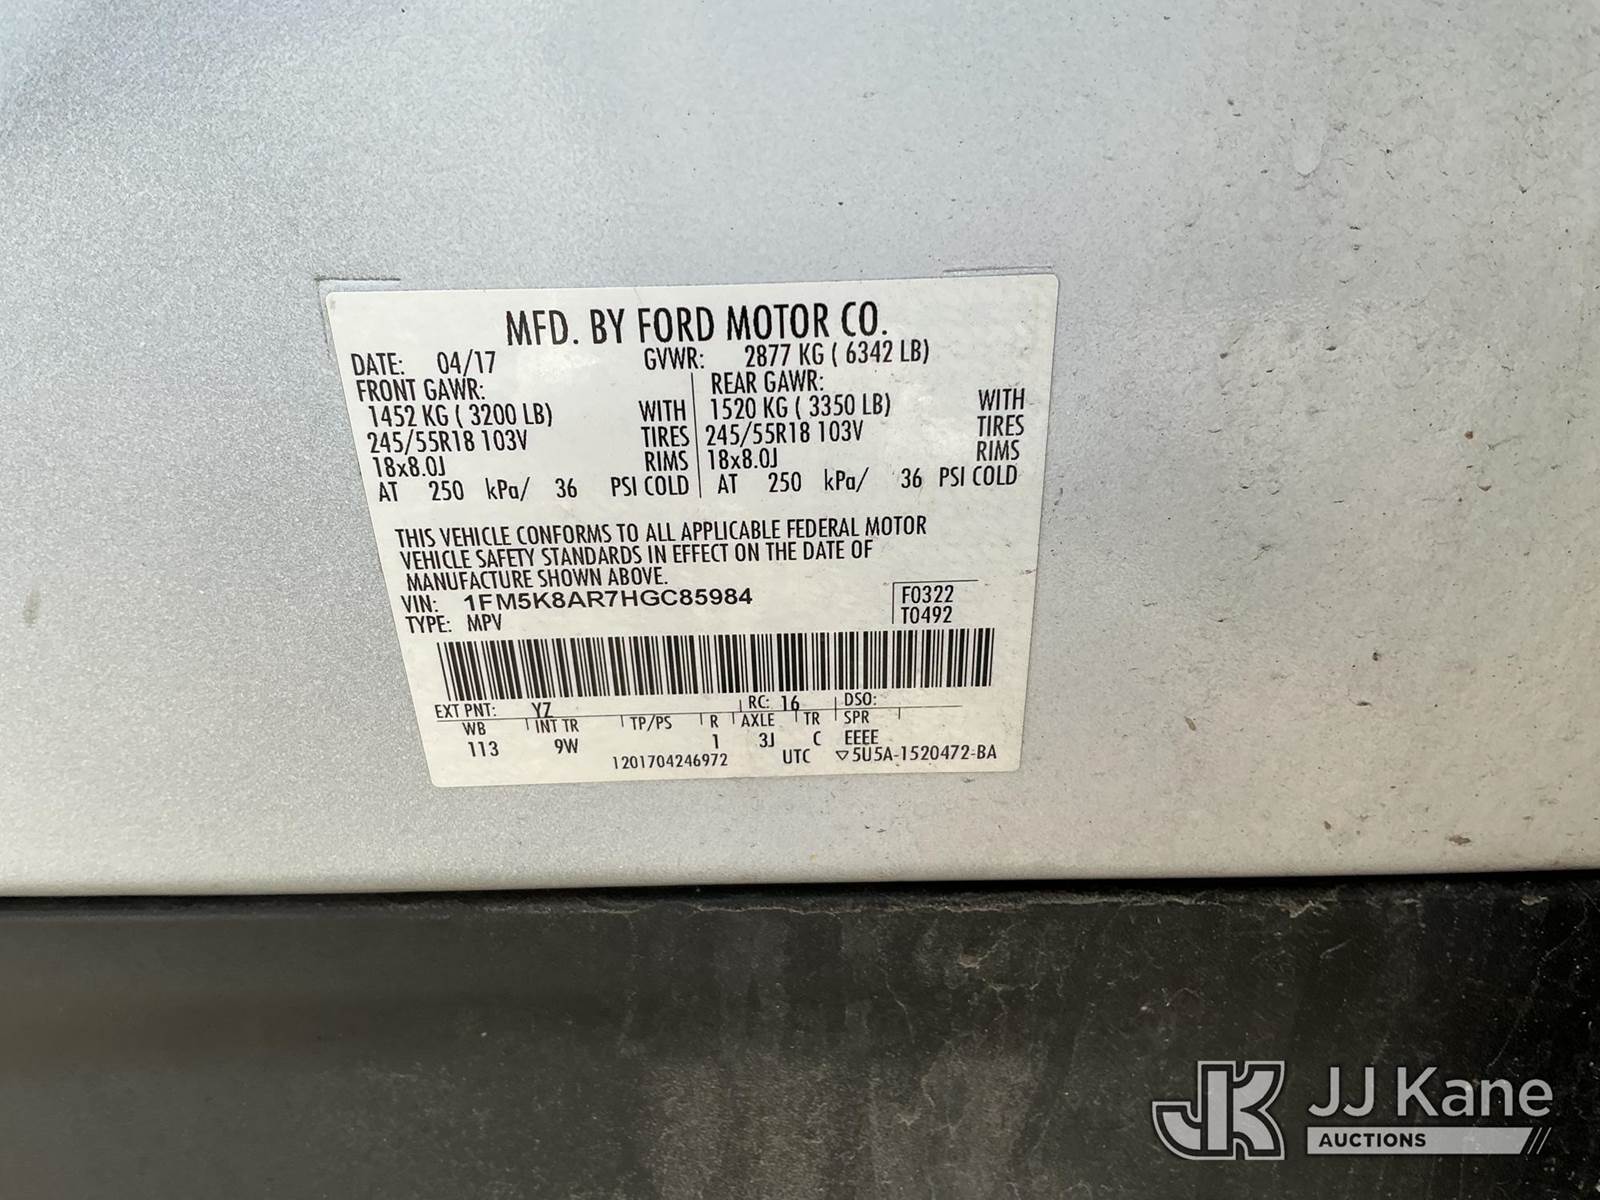 MFD. BY FORD MOTOR CO.
DATE: 04/17 GVWR: 2877 KG ( 6342 LB)
FRONT GAWR: REAR GAWR:
1452 KG ( 3200 LB) WITH 1520 KG ( 3350 LB) WITH
245/55R18 103V TIRES 245/55R18 103V TIRES
18x8.0J RIMS 18x8.0J RIMS
AT 250 kPa/ 36 PSI COLD AT 250 kPa/ 36 PSI COLD
THIS VEHICLE CONFORMS TO ALL APPLICABLE FEDERAL MOTOR
VEHICLE SAFETY STANDARDS IN EFFECT ON THE DATE OF
MANUFACTURE SHOWN ABOVE.
VIN: 1FM5K8AR7HGC85984 F0322
TYPE: MPV T0492
EXT PNT: YZ RC: 16 DSO:
WB INT TR TP/PS R AXLE TR SPR
113 9W 1 3J C EEEE
1201704246972 UTC ▽5U5A-1520472-BA
JJ Kane
AUCTIONS